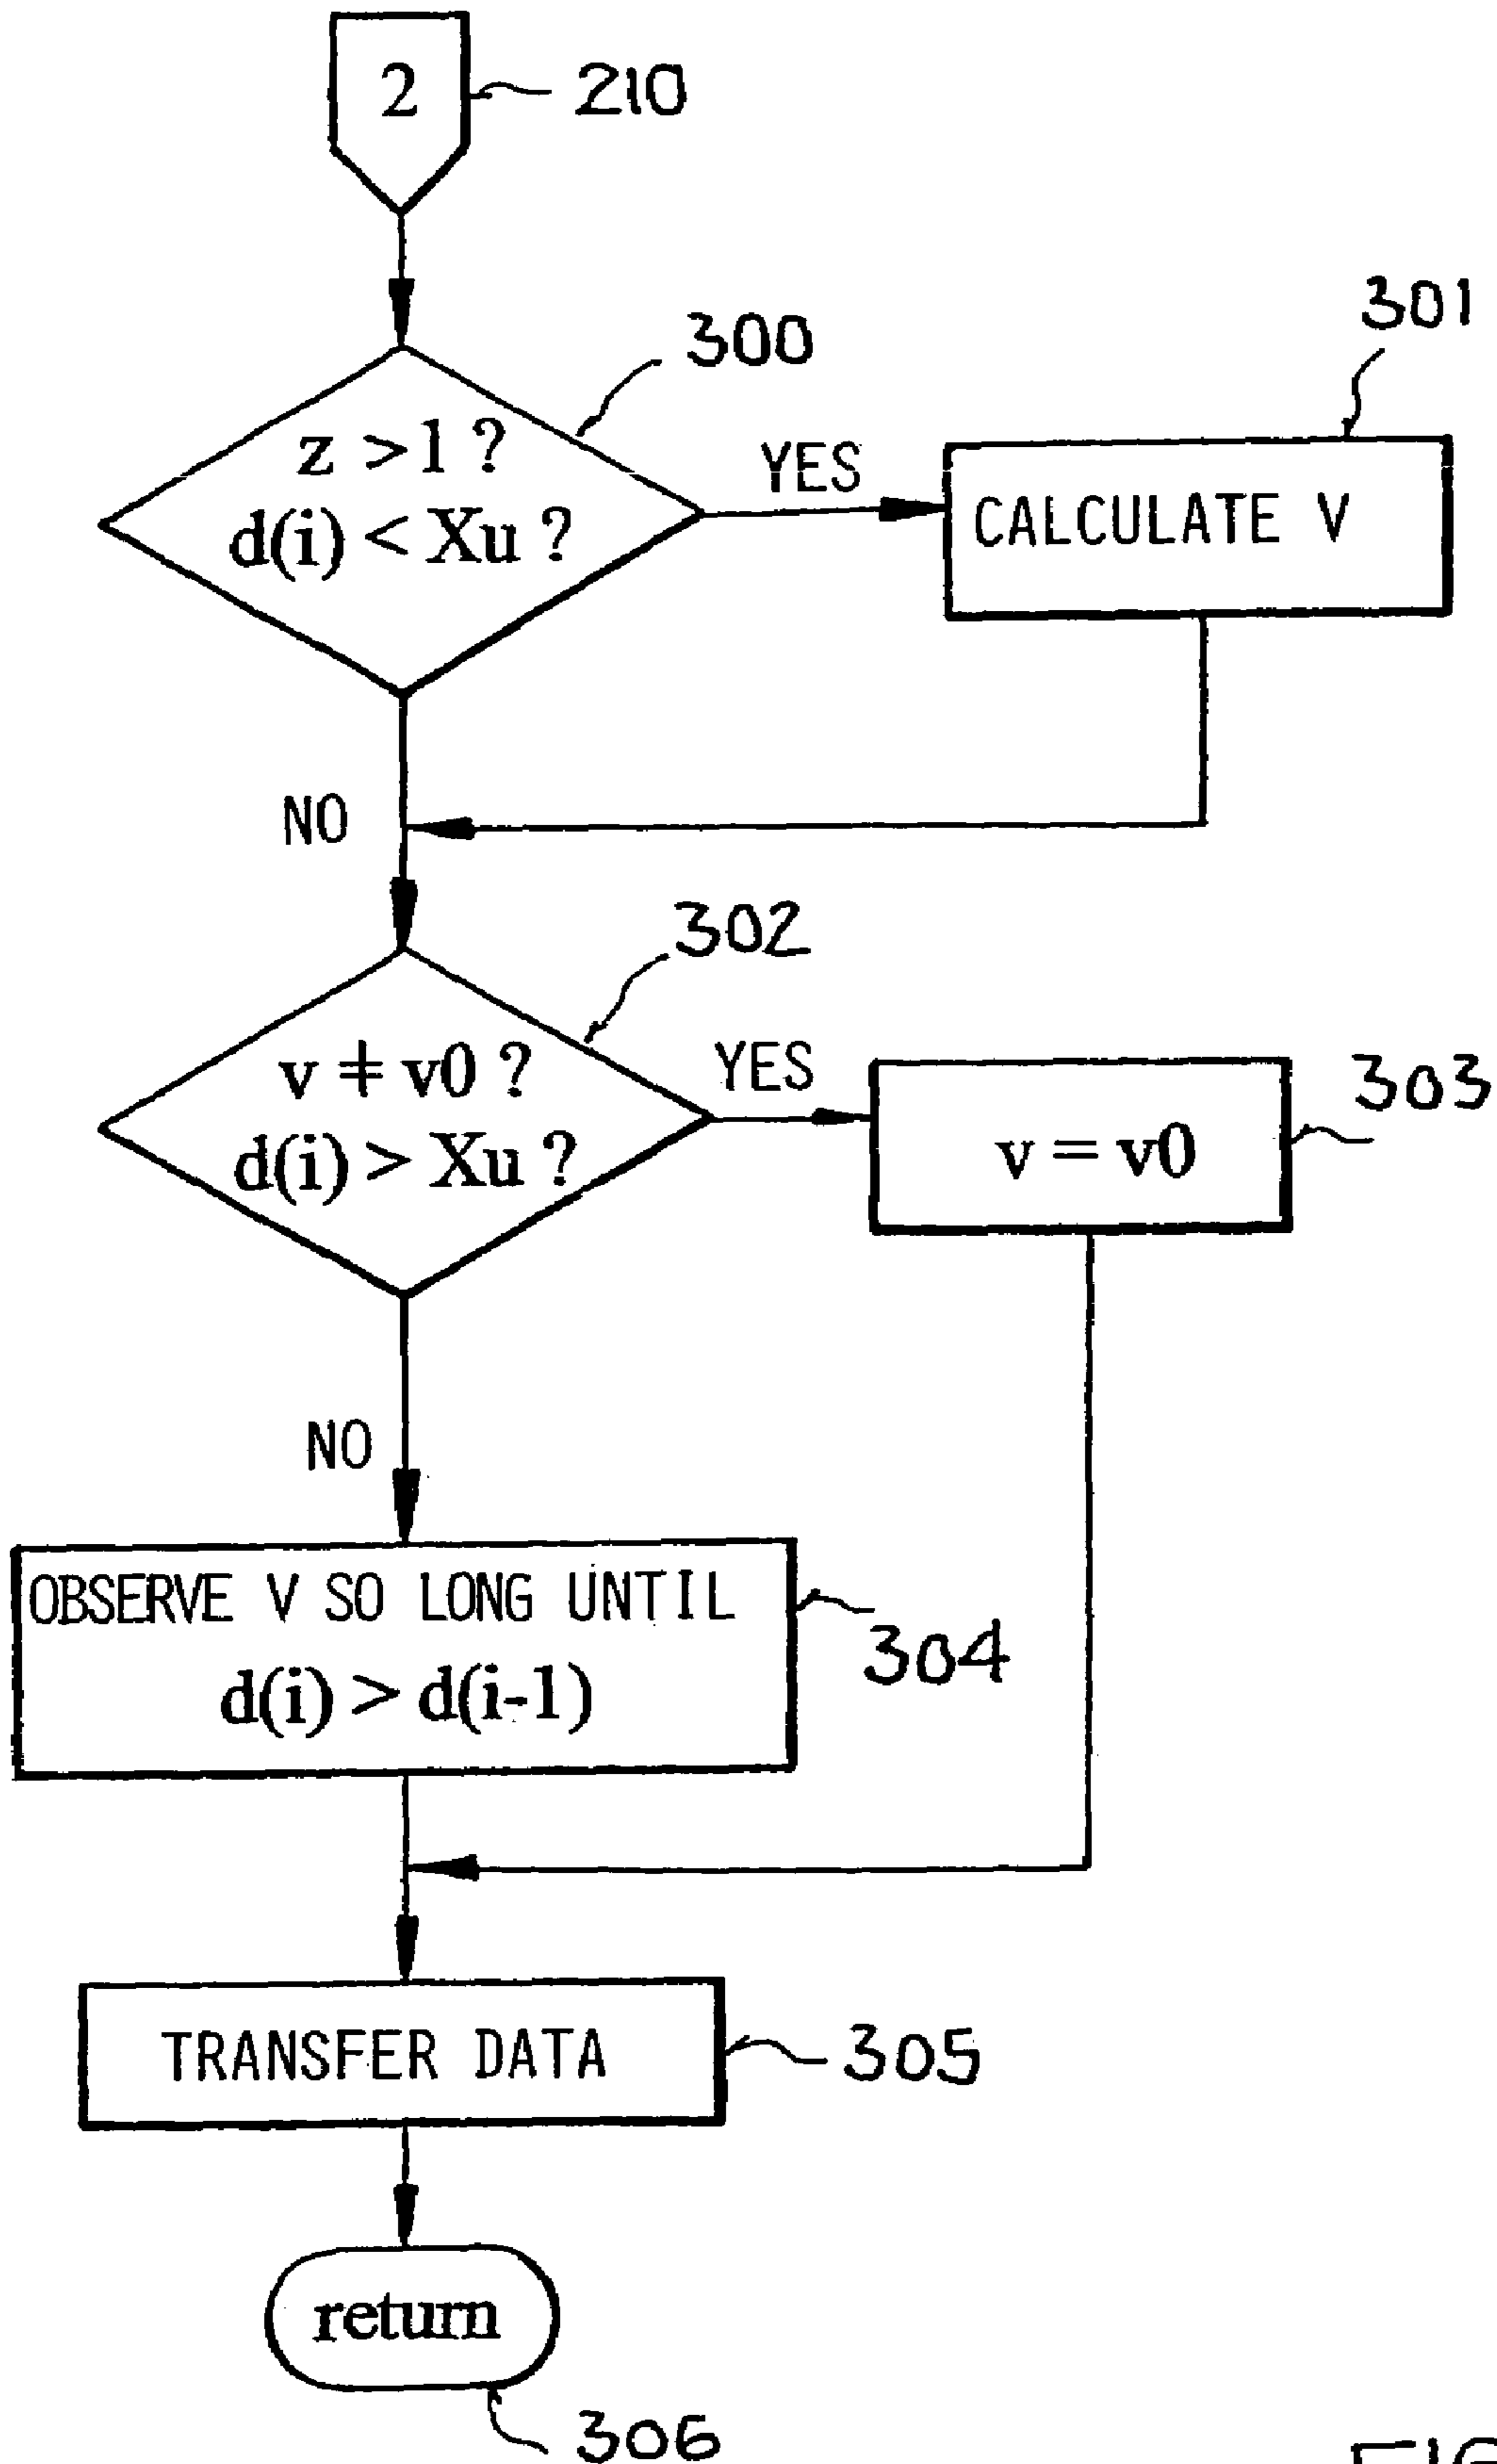 2
210
300
301
z > 1 ?
d(i) < Xu ?
YES
CALCULATE V
NO
302
v ‡ v0 ?
d(i) > Xu ?
YES
303
v = v0
NO
OBSERVE V SO LONG UNTIL
d(i) > d(i-1)
304
TRANSFER DATA
305
return
306